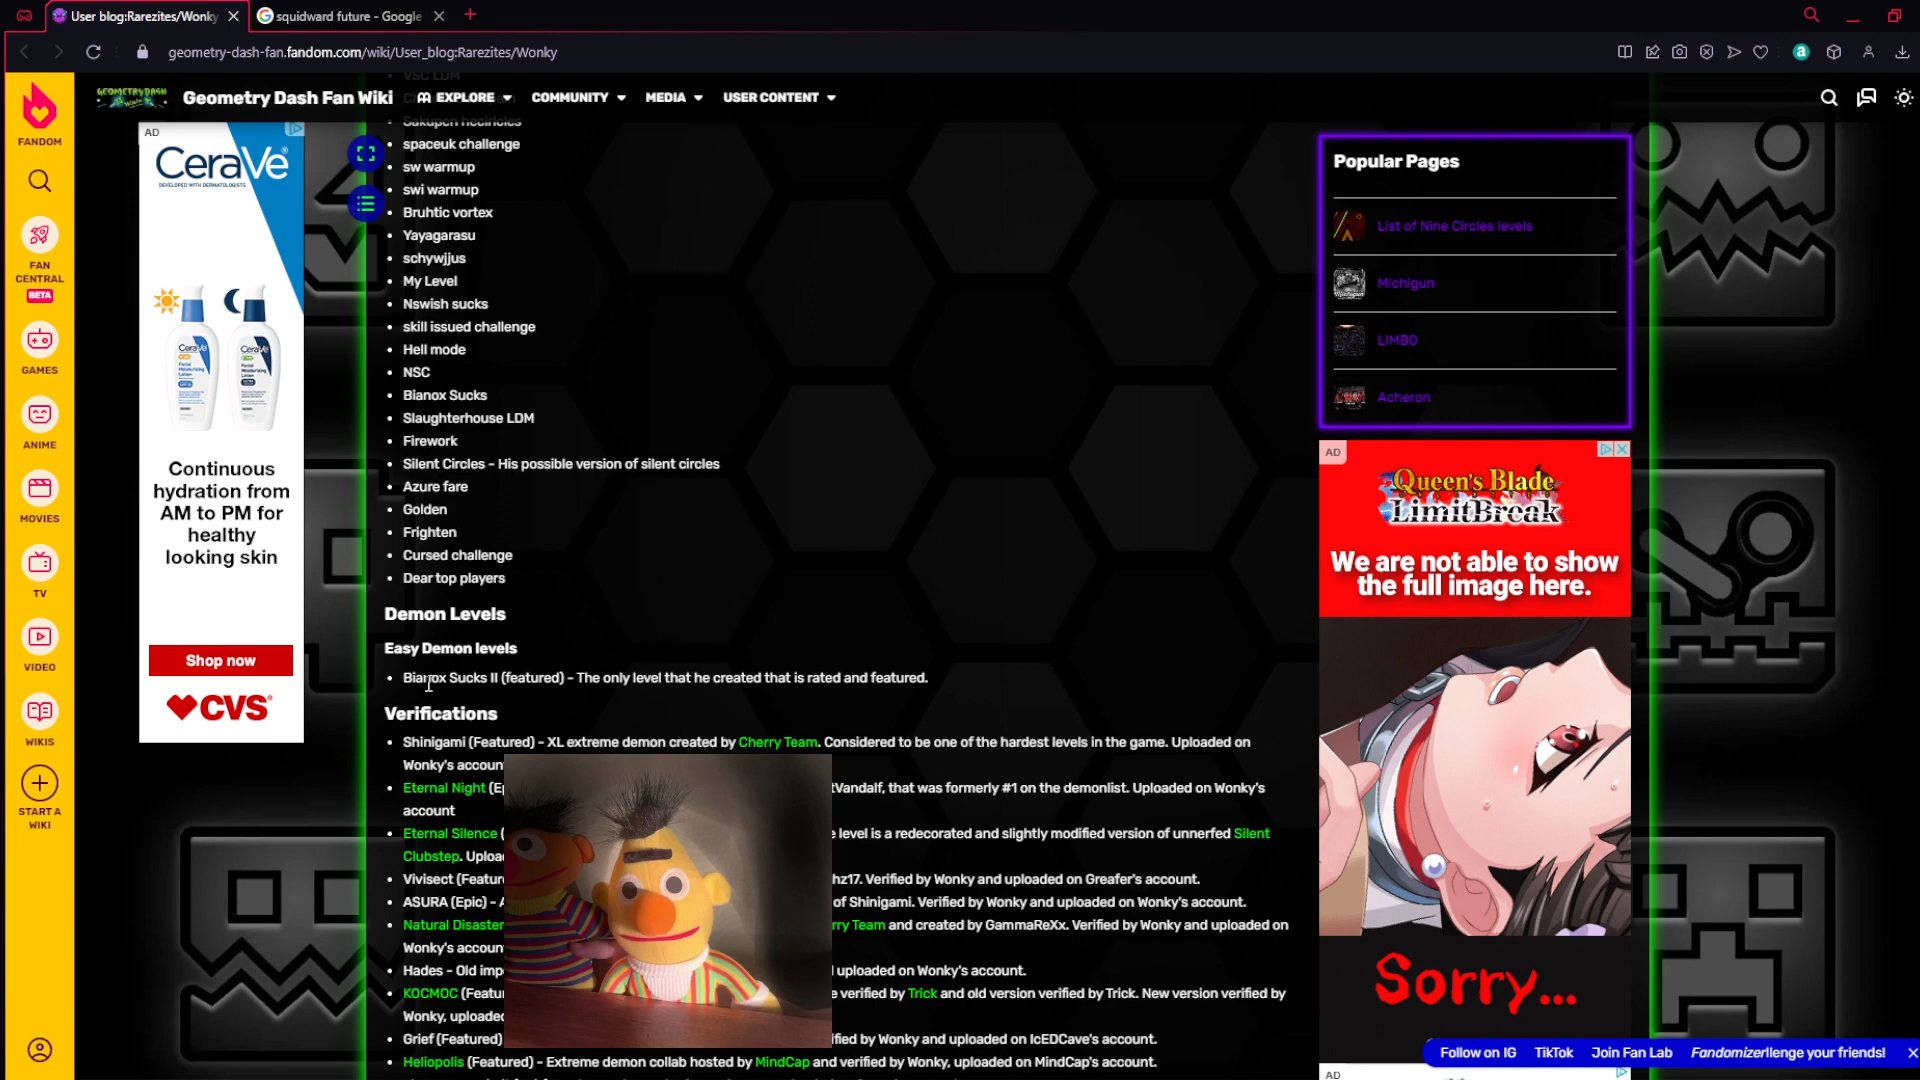 User blog:Rarezites/Wonky
squidward future - Google
geometry-dash-fan.fandom.com/wiki/User_blog:Rarezites/Wonky
FANDOM
FAN
CENTRAL
BETA
GAMES
ANIME
MOVIES
TV
VIDEO
WIKIS
START A
WIKI
Geometry Dash Fan Wiki
EXPLORE
COMMUNITY
MEDIA
USER CONTENT
AD
CeraVe
DEVELOPED WITH DERMATOLOGISTS
Continuous
hydration from
AM to PM for
healthy
looking skin
Shop now
CVS
VSC LDM
spaceuk challenge
sw warmup
swi warmup
Bruhtic vortex
Yayagarasu
schywjjus
My Level
Nswish sucks
skill issued challenge
Hell mode
NSC
Bianox Sucks
Slaughterhouse LDM
Firework
Silent Circles - His possible version of silent circles
Azure fare
Golden
Frighten
Cursed challenge
Dear top players
Demon Levels
Easy Demon levels
Bianox Sucks II (featured) - The only level that he created that is rated and featured.
Verifications
Shinigami (Featured) - XL extreme demon created by Cherry Team. Considered to be one of the hardest levels in the game. Uploaded on
Wonky's accoun
Eternal Night (E tVandalf, that was formerly #1 on the demonlist. Uploaded on Wonky's
account
Eternal Silence ( e level is a redecorated and slightly modified version of unnerfed Silent
Clubstep. Uploa
Vivisect (Featur hz17. Verified by Wonky and uploaded on Greafer's account.
ASURA (Epic) - of Shinigami. Verified by Wonky and uploaded on Wonky's account.
Natural Disaster rry Team and created by GammaReXx. Verified by Wonky and uploaded on
Wonky's accoun
Hades - Old imp uploaded on Wonky's account.
KOCMOC (Featu e verified by Trick and old version verified by Trick. New version verified by
Wonky, uploade
Grief (Featured) ified by Wonky and uploaded on IcEDCave's account.
Heliopolis (Featured) - Extreme demon collab hosted by MindCap and verified by Wonky, uploaded on MindCap's account.
Popular Pages
List of Nine Circles levels
Michigun
LIMBO
Acheron
AD
Queen's Blade
LimitBreak
We are not able to show
the full image here.
Sorry...
Follow on IG
TikTok
Join Fan Lab
Fandomizerllenge your friends!
AD